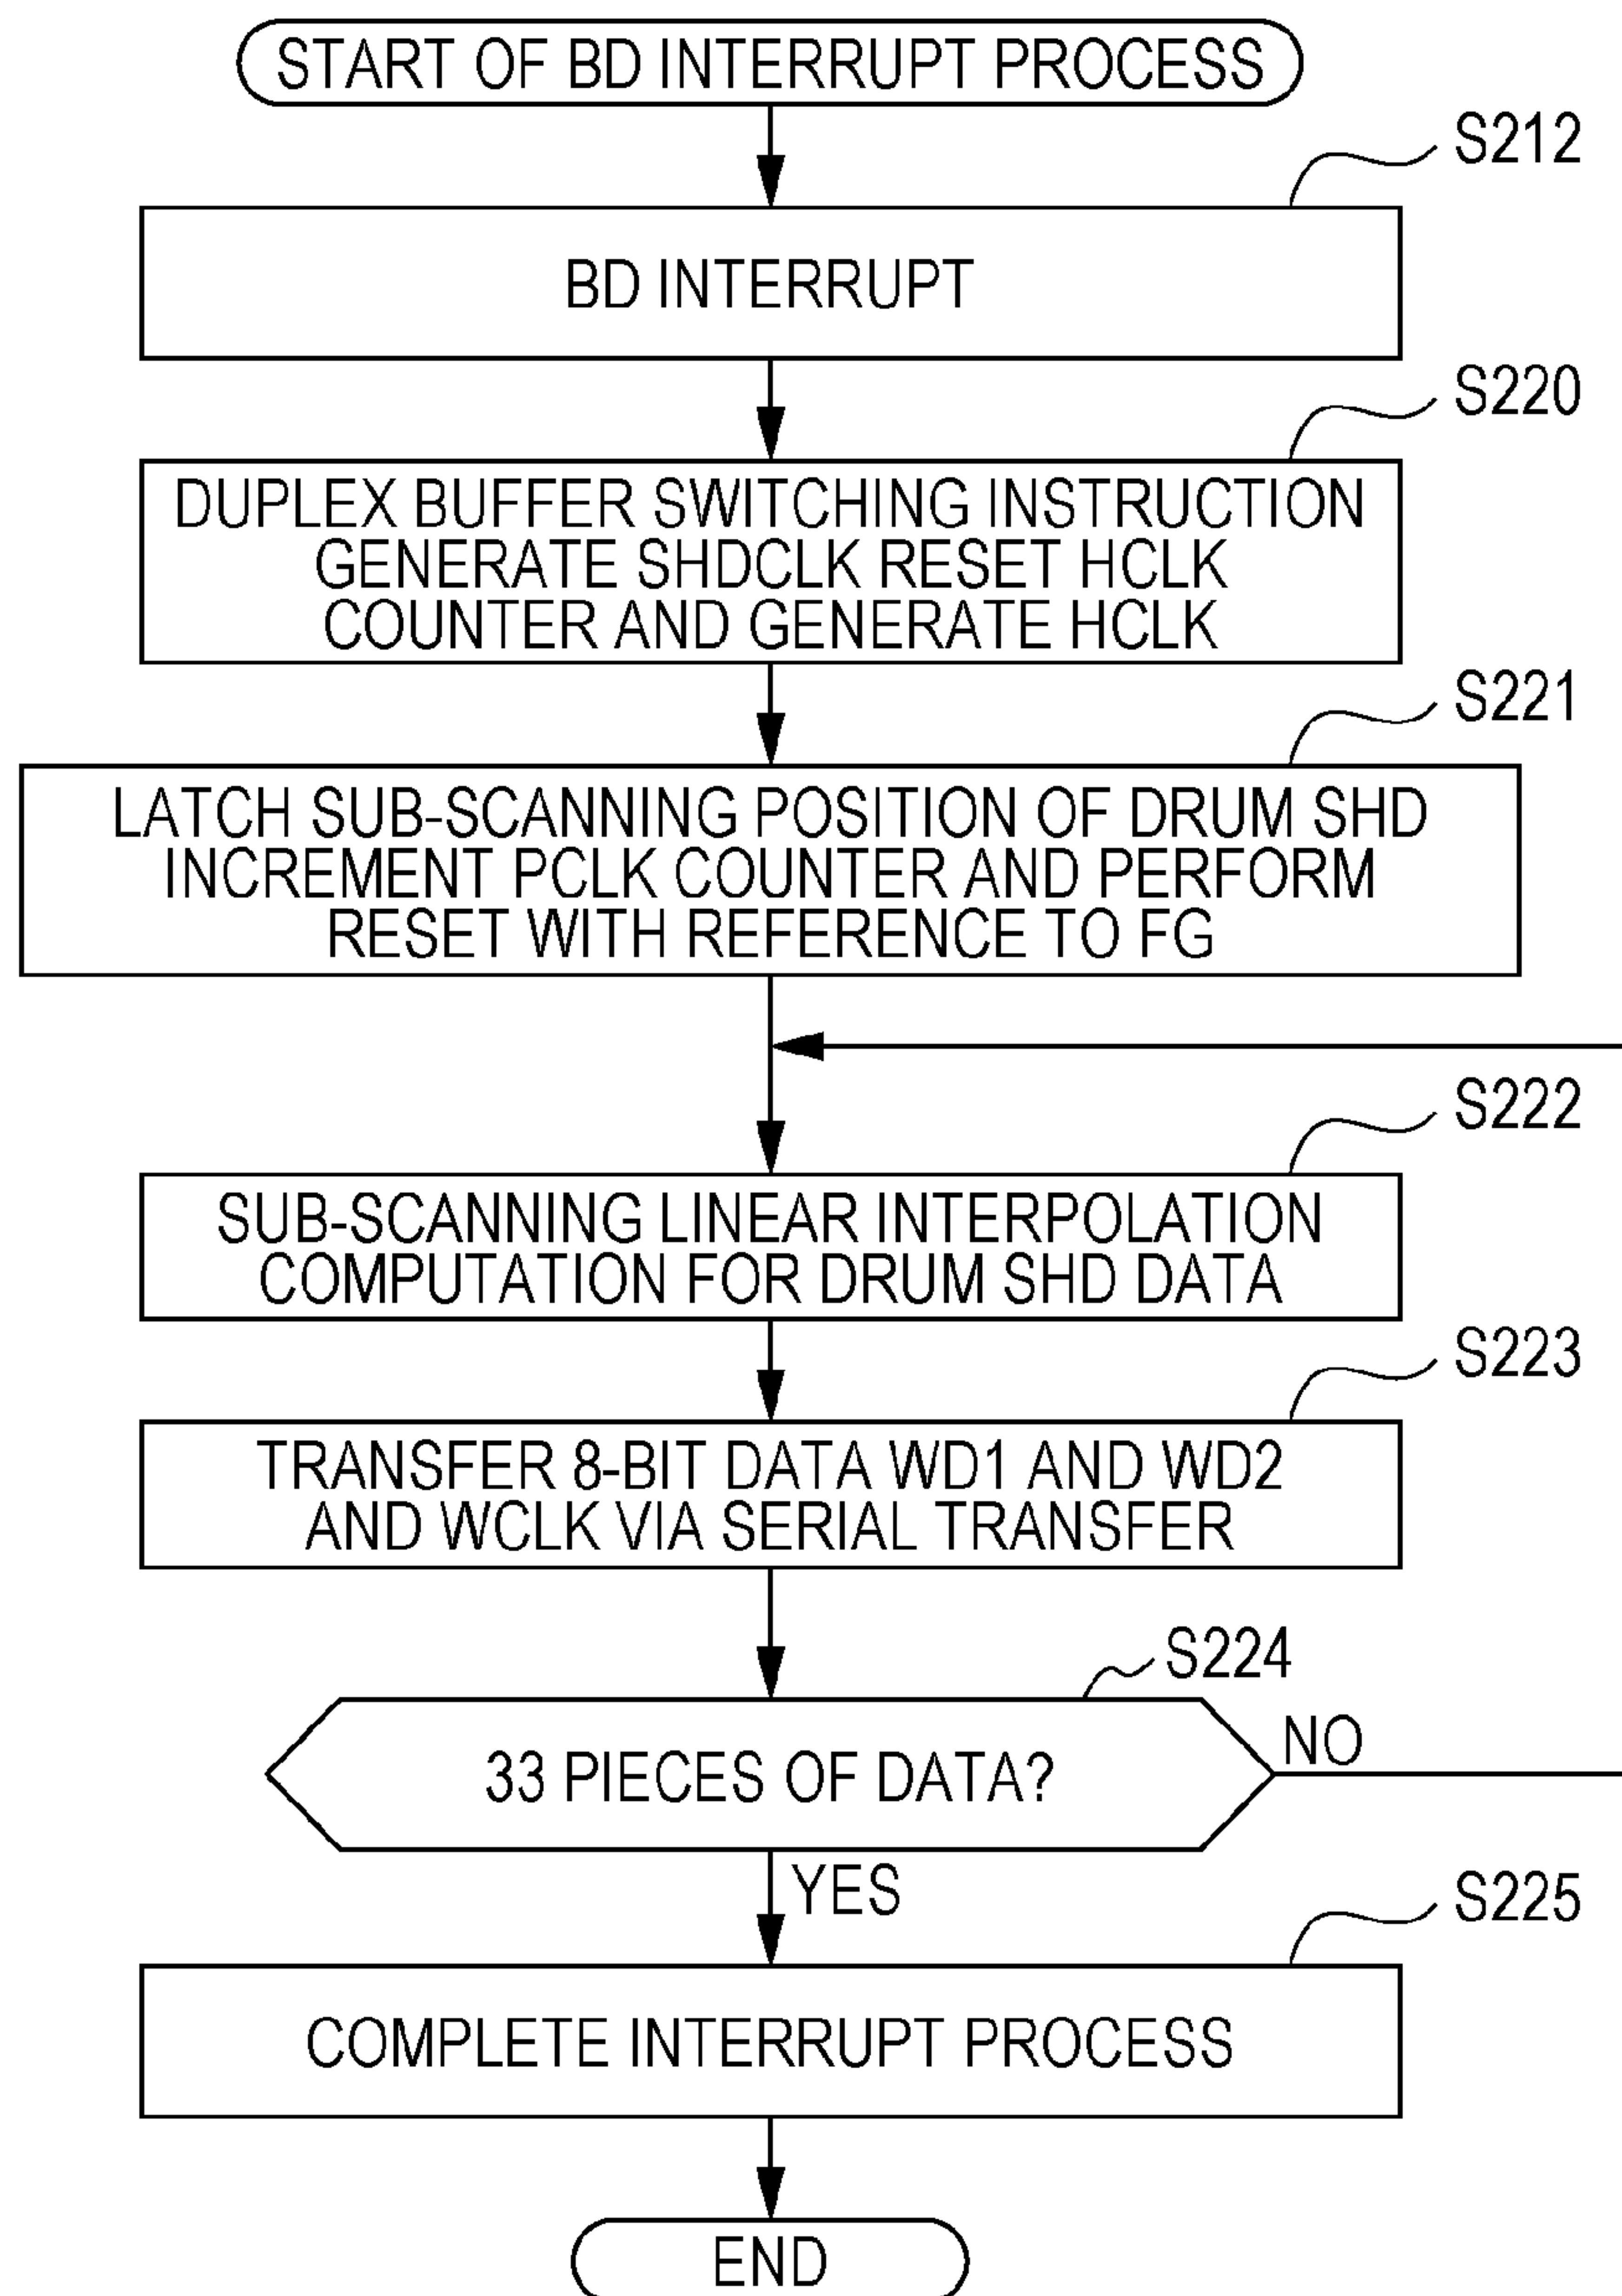 START OF BD INTERRUPT PROCESS
S212
BD INTERRUPT
S220
DUPLEX BUFFER SWITCHING INSTRUCTION
GENERATE SHDCLK RESET HCLK
COUNTER AND GENERATE HCLK
S221
LATCH SUB-SCANNING POSITION OF DRUM SHD
INCREMENT PCLK COUNTER AND PERFORM
RESET WITH REFERENCE TO FG
S222
SUB-SCANNING LINEAR INTERPOLATION
COMPUTATION FOR DRUM SHD DATA
S223
TRANSFER 8-BIT DATA WD1 AND WD2
AND WCLK VIA SERIAL TRANSFER
S224
33 PIECES OF DATA?
NO
YES
S225
COMPLETE INTERRUPT PROCESS
END